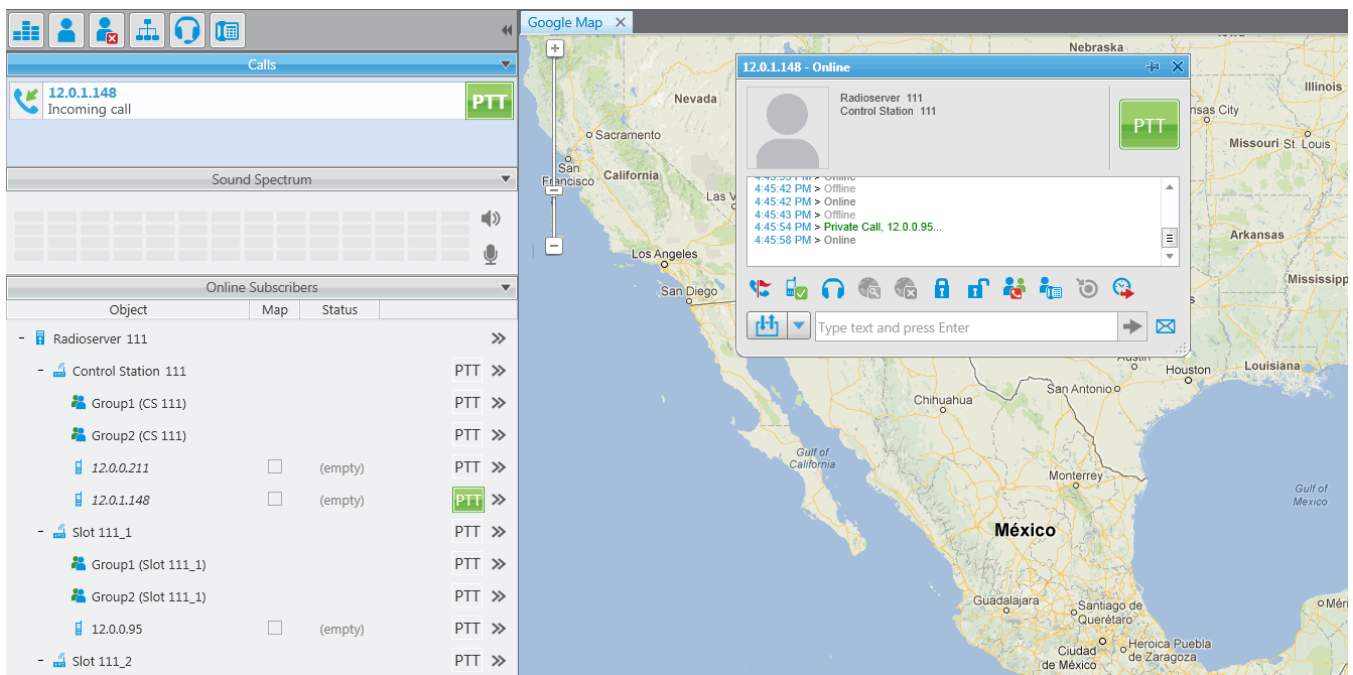 Google Map
Calls
12.0.1.148
Incoming call
PTT
Sound Spectrum
Online Subscribers
Object Map Status
Radioserver 111
Control Station 111 PTT
Group1 (CS 111) PTT
Group2 (CS 111) PTT
12.0.0.211 (empty) PTT
12.0.1.148 (empty) PTT
Slot 111_1 PTT
Group1 (Slot 111_1) PTT
Group2 (Slot 111_1) PTT
12.0.0.95 (empty) PTT
Slot 111_2 PTT
12.0.1.148 - Online
Radioserver 111
Control Station 111
PTT
4:45:42 PM > Offline
4:45:42 PM > Online
4:45:43 PM > Offline
4:45:54 PM > Private Call, 12.0.0.95...
4:45:58 PM > Online
Type text and press Enter
Nebraska
Nevada
Illinois
Sacramento
Missouri
St. Louis
San
Francisco
California
Las
Arkansas
Los Angeles
San Diego
Mississipp
Austin
Houston
Louisiana
San Antonio
Chihuahua
Gulf of
California
Monterrey
Gulf of
Mexico
México
Guadalajara
Santiago de
Querétaro
Heroica Puebla
de Zaragoza
Ciudad
de México